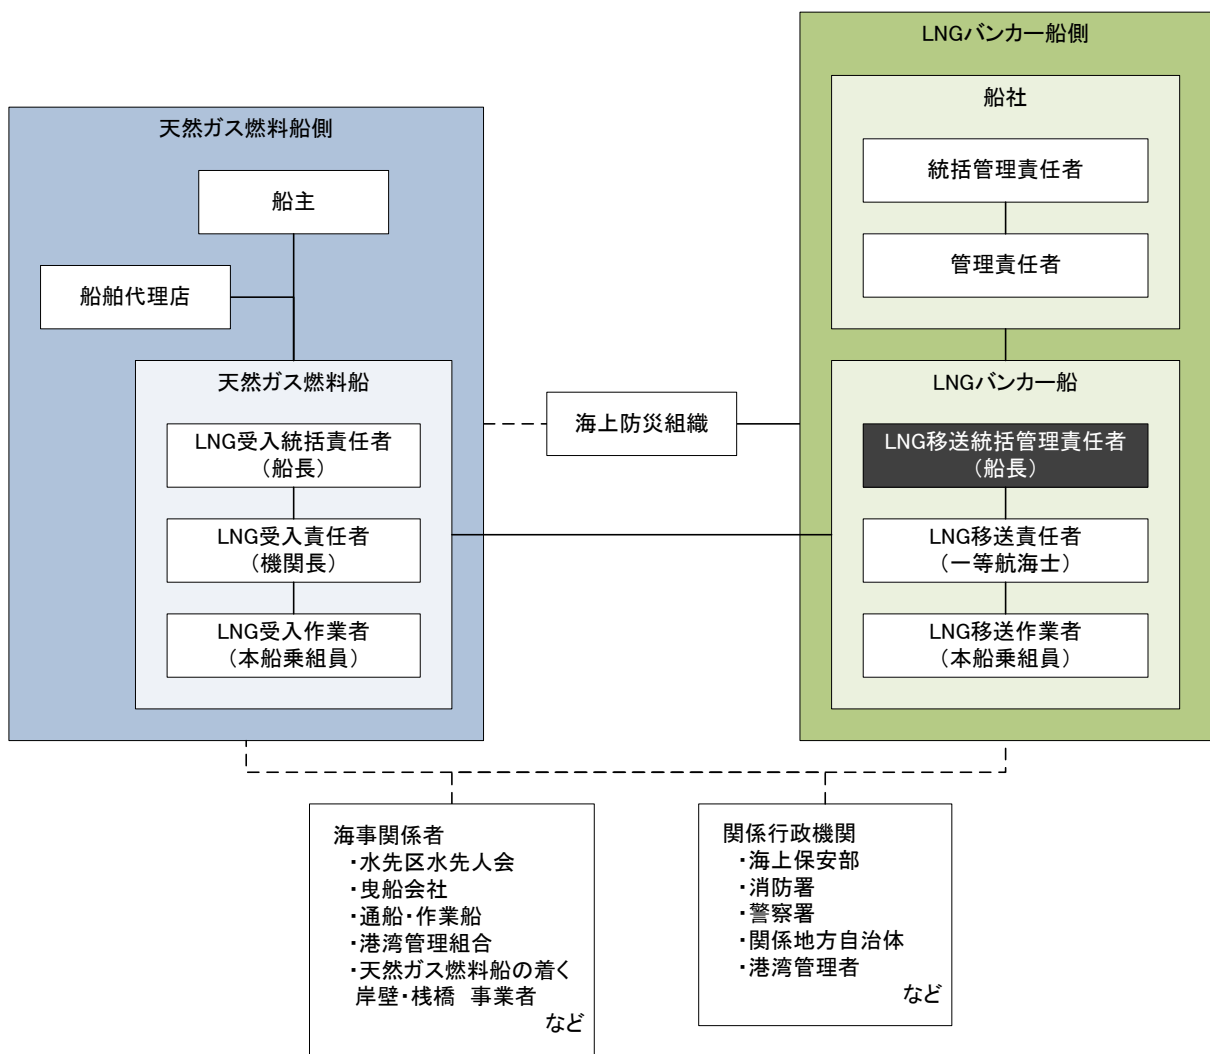 天然ガス燃料船側
船主
船舶代理店
天然ガス燃料船
LNG受入統括責任者
（船長）
LNG受入責任者
（機関長）
LNG受入作業者
（本船乗組員）
海上防災組織
LNGバンカー船側
船社
統括管理責任者
管理責任者
LNGバンカー船
LNG移送統括管理責任者
（船長）
LNG移送責任者
（一等航海士）
LNG移送作業者
（本船乗組員）
海事関係者
・水先区水先人会
・曳船会社
・通船・作業船
・港湾管理組合
・天然ガス燃料船の着く
岸壁・桟橋　事業者
など
関係行政機関
・海上保安部
・消防署
・警察署
・関係地方自治体
・港湾管理者
など